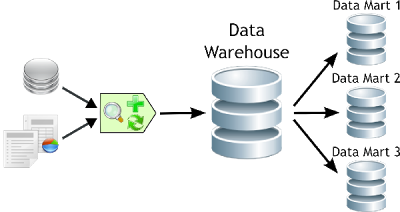 Data Mart 1
Data
Warehouse
Data Mart 2
Data Mart 3